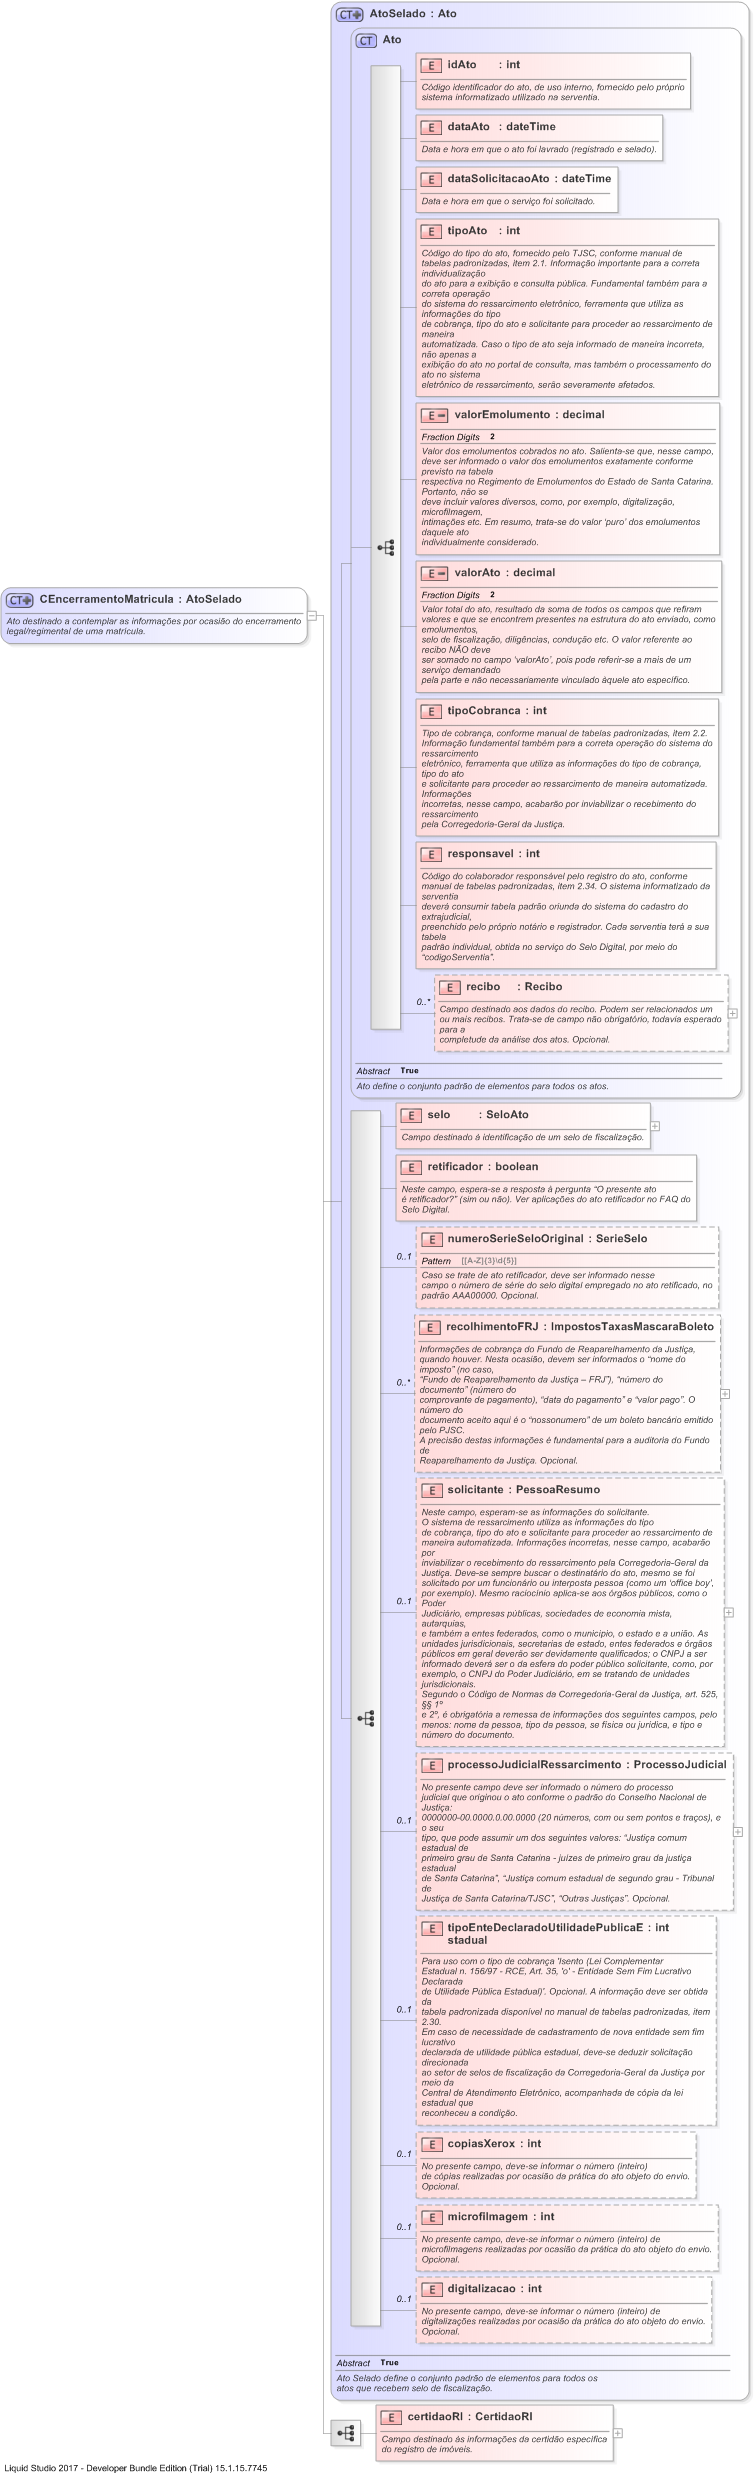 CT AtoSelado : Ato
CT Ato
E idAto : int
Código identificador do ato, de uso interno, fornecido pelo próprio
sistema informatizado utilizado na serventia.
E dataAto : dateTime
Data e hora em que o ato foi lavrado (registrado e selado).
E dataSolicitacaoAto : dateTime
Data e hora em que o serviço foi solicitado.
E tipoAto : int
Código do tipo do ato, fornecido pelo TJSC, conforme manual de
tabelas padronizadas, item 2.1. Informação importante para a correta
individualização
do ato para a exibição e consulta pública. Fundamental também para a
correta operação
do sistema do ressarcimento eletrônico, ferramenta que utiliza as
informações do tipo
de cobrança, tipo do ato e solicitante para proceder ao ressarcimento de
maneira
automatizada. Caso o tipo de ato seja informado de maneira incorreta,
não apenas a
exibição do ato no portal de consulta, mas também o processamento do
ato no sistema
eletrônico de ressarcimento, serão severamente afetados.
E valorEmolumento : decimal
Fraction Digits 2
Valor dos emolumentos cobrados no ato. Salienta-se que, nesse campo,
deve ser informado o valor dos emolumentos exatamente conforme
previsto na tabela
respectiva no Regimento de Emolumentos do Estado de Santa Catarina.
Portanto, não se
deve incluir valores diversos, como, por exemplo, digitalização,
microfilmagem,
intimações etc. Em resumo, trata-se do valor ‘puro’ dos emolumentos
daquele ato
individualmente considerado.
E valorAto : decimal
Fraction Digits 2
Valor total do ato, resultado da soma de todos os campos que refiram
valores e que se encontrem presentes na estrutura do ato enviado, como
emolumentos,
selo de fiscalização, diligências, condução etc. O valor referente ao
recibo NÃO deve
ser somado no campo ‘valorAto’, pois pode referir-se a mais de um
serviço demandado
pela parte e não necessariamente vinculado àquele ato específico.
CT CEncerramentoMatricula : AtoSelado
Ato destinado a contemplar as informações por ocasião do encerramento
legal/regimental de uma matrícula.
E tipoCobranca : int
Tipo de cobrança, conforme manual de tabelas padronizadas, item 2.2.
Informação fundamental também para a correta operação do sistema do
ressarcimento
eletrônico, ferramenta que utiliza as informações do tipo de cobrança,
tipo do ato
e solicitante para proceder ao ressarcimento de maneira automatizada.
Informações
incorretas, nesse campo, acabarão por inviabilizar o recebimento do
ressarcimento
pela Corregedoria-Geral da Justiça.
E responsavel : int
Código do colaborador responsável pelo registro do ato, conforme
manual de tabelas padronizadas, item 2.34. O sistema informatizado da
serventia
deverá consumir tabela padrão oriunda do sistema do cadastro do
extrajudicial,
preenchido pelo próprio notário e registrador. Cada serventia terá a sua
tabela
padrão individual, obtida no serviço do Selo Digital, por meio do
“codigoServentia”.
E recibo : Recibo
0..*
Campo destinado aos dados do recibo. Podem ser relacionados um
ou mais recibos. Trata-se de campo não obrigatório, todavia esperado
para a
completude da análise dos atos. Opcional.
Abstract True
Ato define o conjunto padrão de elementos para todos os atos.
E selo : SeloAto
Campo destinado à identificação de um selo de fiscalização.
E retificador : boolean
Neste campo, espera-se a resposta à pergunta “O presente ato
é retificador?” (sim ou não). Ver aplicações do ato retificador no FAQ do
Selo Digital.
E numeroSerieSeloOriginal : SerieSelo
0..1
Pattern [[A-Z]{3}\d{5}]
Caso se trate de ato retificador, deve ser informado nesse
campo o número de série do selo digital empregado no ato retificado, no
padrão AAA00000. Opcional.
E recolhimentoFRJ : ImpostosTaxasMascaraBoleto
0..*
Informações de cobrança do Fundo de Reaparelhamento da Justiça,
quando houver. Nesta ocasião, devem ser informados o “nome do
imposto” (no caso,
“Fundo de Reaparelhamento da Justiça – FRJ”), “número do
documento” (número do
comprovante de pagamento), “data do pagamento” e “valor pago”. O
número do
documento aceito aqui é o “nossonumero” de um boleto bancário emitido
pelo PJSC.
A precisão destas informações é fundamental para a auditoria do Fundo
de
Reaparelhamento da Justiça. Opcional.
E solicitante : PessoaResumo
0..1
Neste campo, esperam-se as informações do solicitante.
O sistema de ressarcimento utiliza as informações do tipo
de cobrança, tipo do ato e solicitante para proceder ao ressarcimento de
maneira automatizada. Informações incorretas, nesse campo, acabarão
por
inviabilizar o recebimento do ressarcimento pela Corregedoria-Geral da
Justiça. Deve-se sempre buscar o destinatário do ato, mesmo se foi
solicitado por um funcionário ou interposta pessoa (como um ‘office boy’,
por exemplo). Mesmo raciocínio aplica-se aos órgãos públicos, como o
Poder
Judiciário, empresas públicas, sociedades de economia mista,
autarquias,
e também a entes federados, como o município, o estado e a união. As
unidades jurisdicionais, secretarias de estado, entes federados e órgãos
públicos em geral deverão ser devidamente qualificados; o CNPJ a ser
informado deverá ser o da esfera do poder público solicitante, como, por
exemplo, o CNPJ do Poder Judiciário, em se tratando de unidades
jurisdicionais.
Segundo o Código de Normas da Corregedoria-Geral da Justiça, art. 525,
§§ 1º
e 2º, é obrigatória a remessa de informações dos seguintes campos, pelo
menos: nome da pessoa, tipo da pessoa, se física ou jurídica, e tipo e
número do documento.
E processoJudicialRessarcimento : ProcessoJudicial
0..1
No presente campo deve ser informado o número do processo
judicial que originou o ato conforme o padrão do Conselho Nacional de
Justiça:
0000000-00.0000.0.00.0000 (20 números, com ou sem pontos e traços), e
o seu
tipo, que pode assumir um dos seguintes valores: “Justiça comum
estadual de
primeiro grau de Santa Catarina - juízes de primeiro grau da justiça
estadual
de Santa Catarina”, “Justiça comum estadual de segundo grau - Tribunal
de
Justiça de Santa Catarina/TJSC”, “Outras Justiças”. Opcional.
E tipoEnteDeclaradoUtilidadePublicaE : int
stadual
0..1
Para uso com o tipo de cobrança 'Isento (Lei Complementar
Estadual n. 156/97 - RCE, Art. 35, 'o' - Entidade Sem Fim Lucrativo
Declarada
de Utilidade Pública Estadual)'. Opcional. A informação deve ser obtida
da
tabela padronizada disponível no manual de tabelas padronizadas, item
2.30.
Em caso de necessidade de cadastramento de nova entidade sem fim
lucrativo
declarada de utilidade pública estadual, deve-se deduzir solicitação
direcionada
ao setor de selos de fiscalização da Corregedoria-Geral da Justiça por
meio da
Central de Atendimento Eletrônico, acompanhada de cópia da lei
estadual que
reconheceu a condição.
E copiasXerox : int
0..1
No presente campo, deve-se informar o número (inteiro)
de cópias realizadas por ocasião da prática do ato objeto do envio.
Opcional.
E microfilmagem : int
0..1
No presente campo, deve-se informar o número (inteiro) de
microfilmagens realizadas por ocasião da prática do ato objeto do envio.
Opcional.
E digitalizacao : int
0..1
No presente campo, deve-se informar o número (inteiro) de
digitalizações realizadas por ocasião da prática do ato objeto do envio.
Opcional.
Abstract True
Ato Selado define o conjunto padrão de elementos para todos os
atos que recebem selo de fiscalização.
E certidaoRI : CertidaoRI
Campo destinado às informações da certidão específica
do registro de imóveis.
Liquid Studio 2017 - Developer Bundle Edition (Trial) 15.1.15.7745